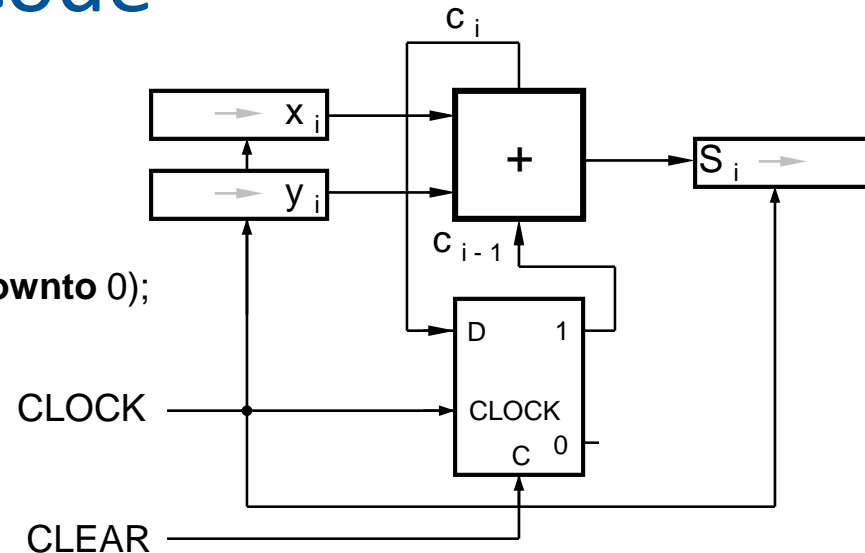 c i
x i
+
S i
y i
c i - 1
ownto 0);
D 1
CLOCK
CLOCK
0
C
CLEAR